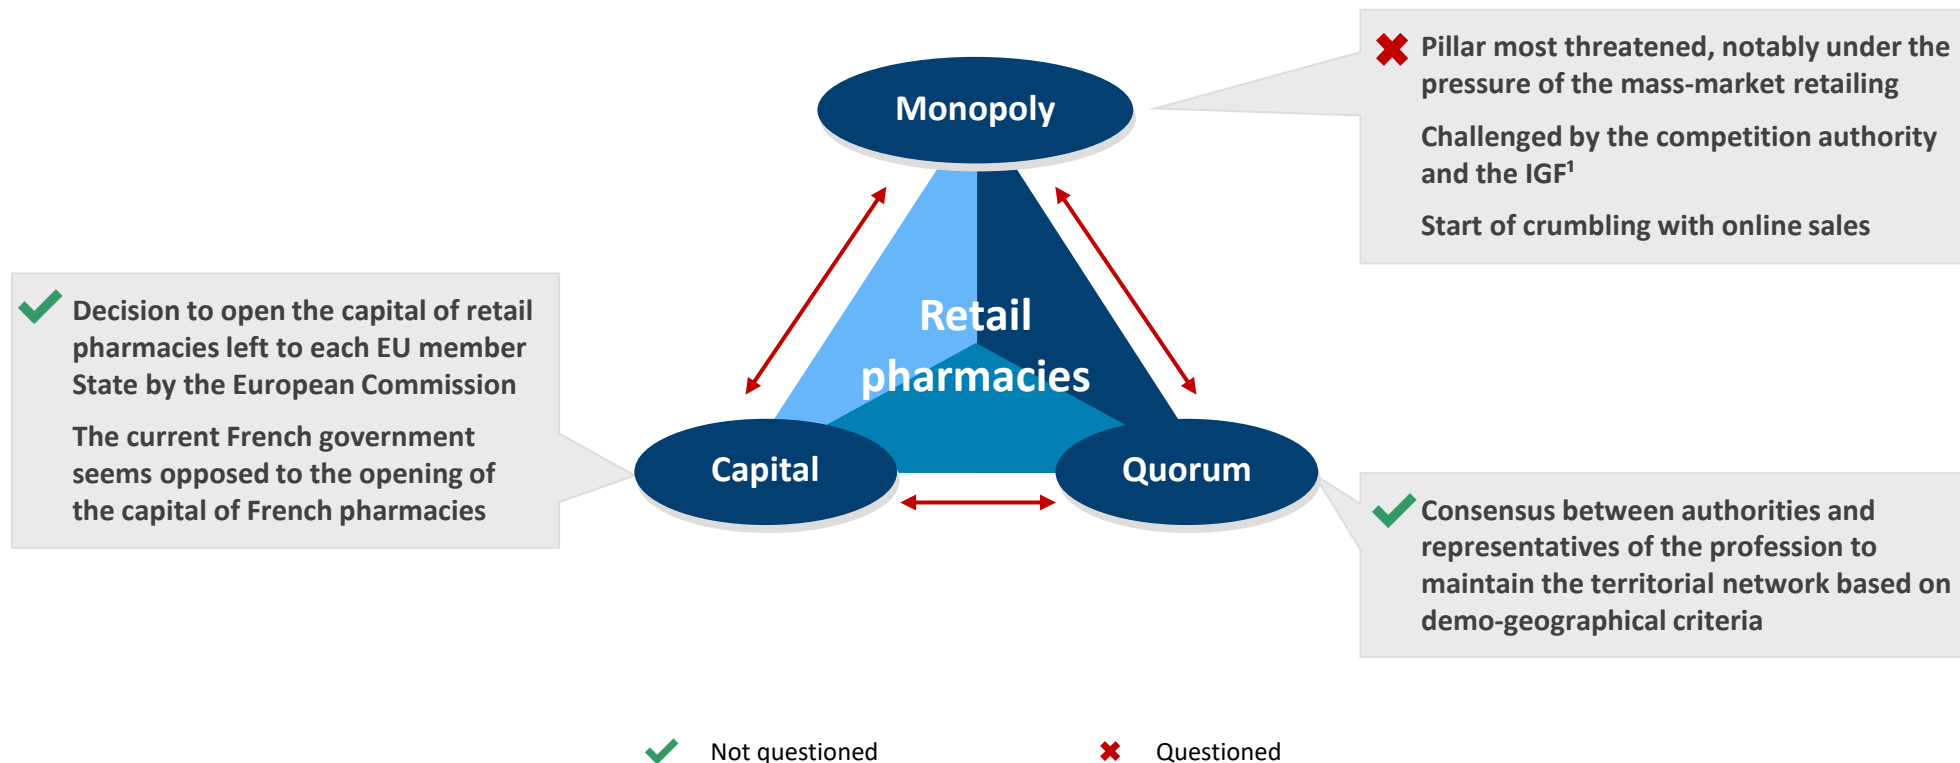 Monopoly
Pillar most threatened, notably under the
pressure of the mass-market retailing
Challenged by the competition authority
and the IGF¹
Start of crumbling with online sales
Decision to open the capital of retail
pharmacies left to each EU member
State by the European Commission
The current French government
seems opposed to the opening of
the capital of French pharmacies
Retail
pharmacies
Capital
Quorum
Consensus between authorities and
representatives of the profession to
maintain the territorial network based on
demo-geographical criteria
Not questioned
Questioned